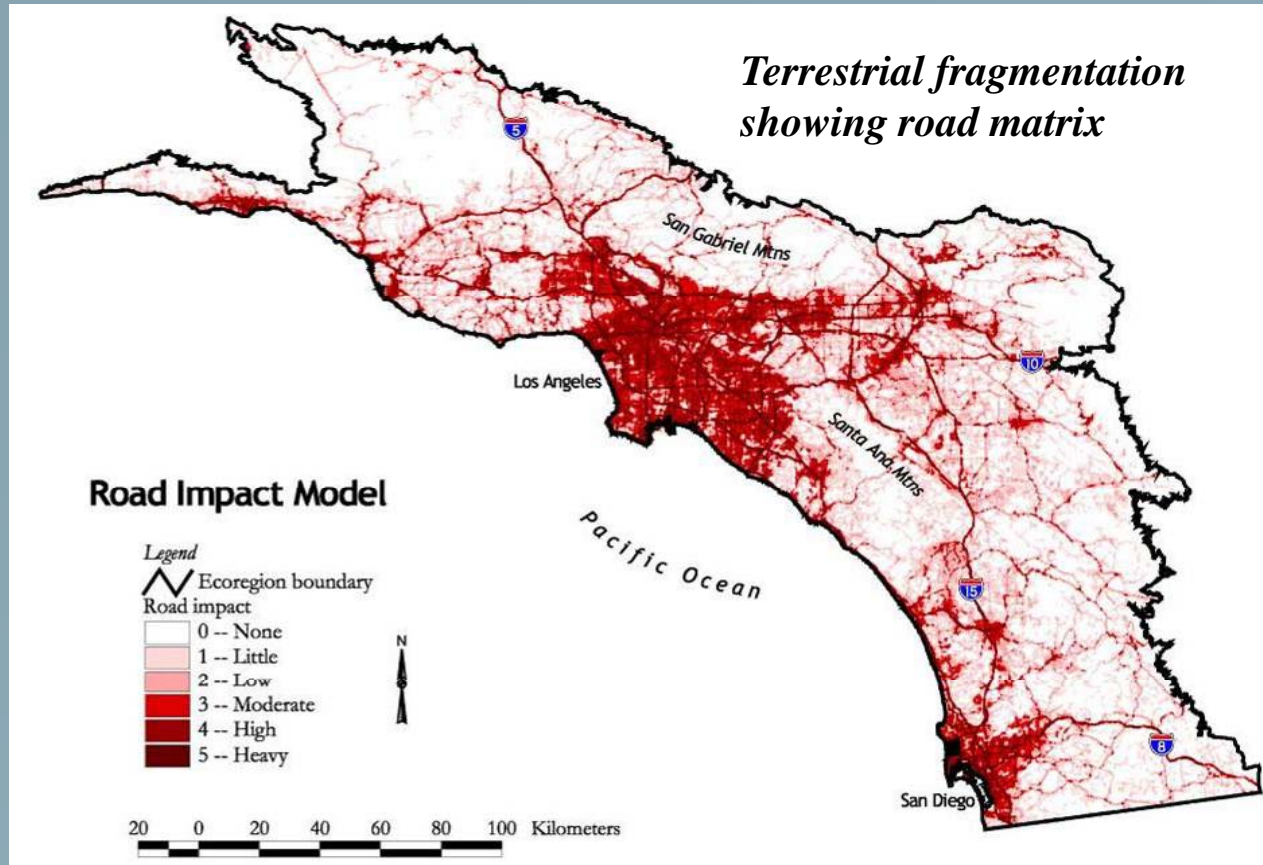 Terrestrial fragmentation
showing road matrix
5
San Gabriel Mtns
10
Los Angeles
Santa Ana Mtns
Road Impact Model
Pacific Ocean
Legend
Ecoregion boundary
Road impact
0 -- None
1 -- Little
2 -- Low
3 -- Moderate
4 -- High
5 -- Heavy
N
15
8
San Diego
20 0 20 40 60 80 100 Kilometers